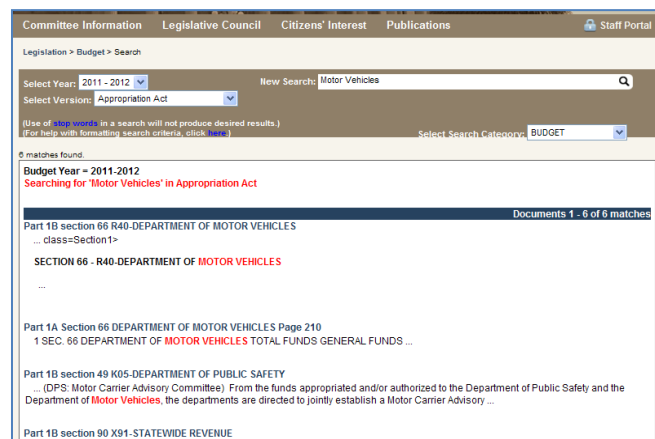 Committee Information Legislative Council Citizens' Interest Publications Staff Portal
Legislation > Budget > Search
Select Year: 2011 - 2012 New Search: Motor Vehicles
Select Version: Appropriation Act
(Use of stop words in a search will not produce desired results.)
(For help with formatting search criteria, click here.)
Select Search Category: BUDGET
6 matches found.
Budget Year = 2011-2012
Searching for 'Motor Vehicles' in Appropriation Act
Documents 1 - 6 of 6 matches
Part 1B section 66 R40-DEPARTMENT OF MOTOR VEHICLES
... class=Section1>
SECTION 66 - R40-DEPARTMENT OF MOTOR VEHICLES
...
Part 1A Section 66 DEPARTMENT OF MOTOR VEHICLES Page 210
1 SEC. 66 DEPARTMENT OF MOTOR VEHICLES TOTAL FUNDS GENERAL FUNDS ...
Part 1B section 49 K05-DEPARTMENT OF PUBLIC SAFETY
... (DPS: Motor Carrier Advisory Committee) From the funds appropriated and/or authorized to the Department of Public Safety and the
Department of Motor Vehicles, the departments are directed to jointly establish a Motor Carrier Advisory ...
Part 1B section 90 X91-STATEWIDE REVENUE